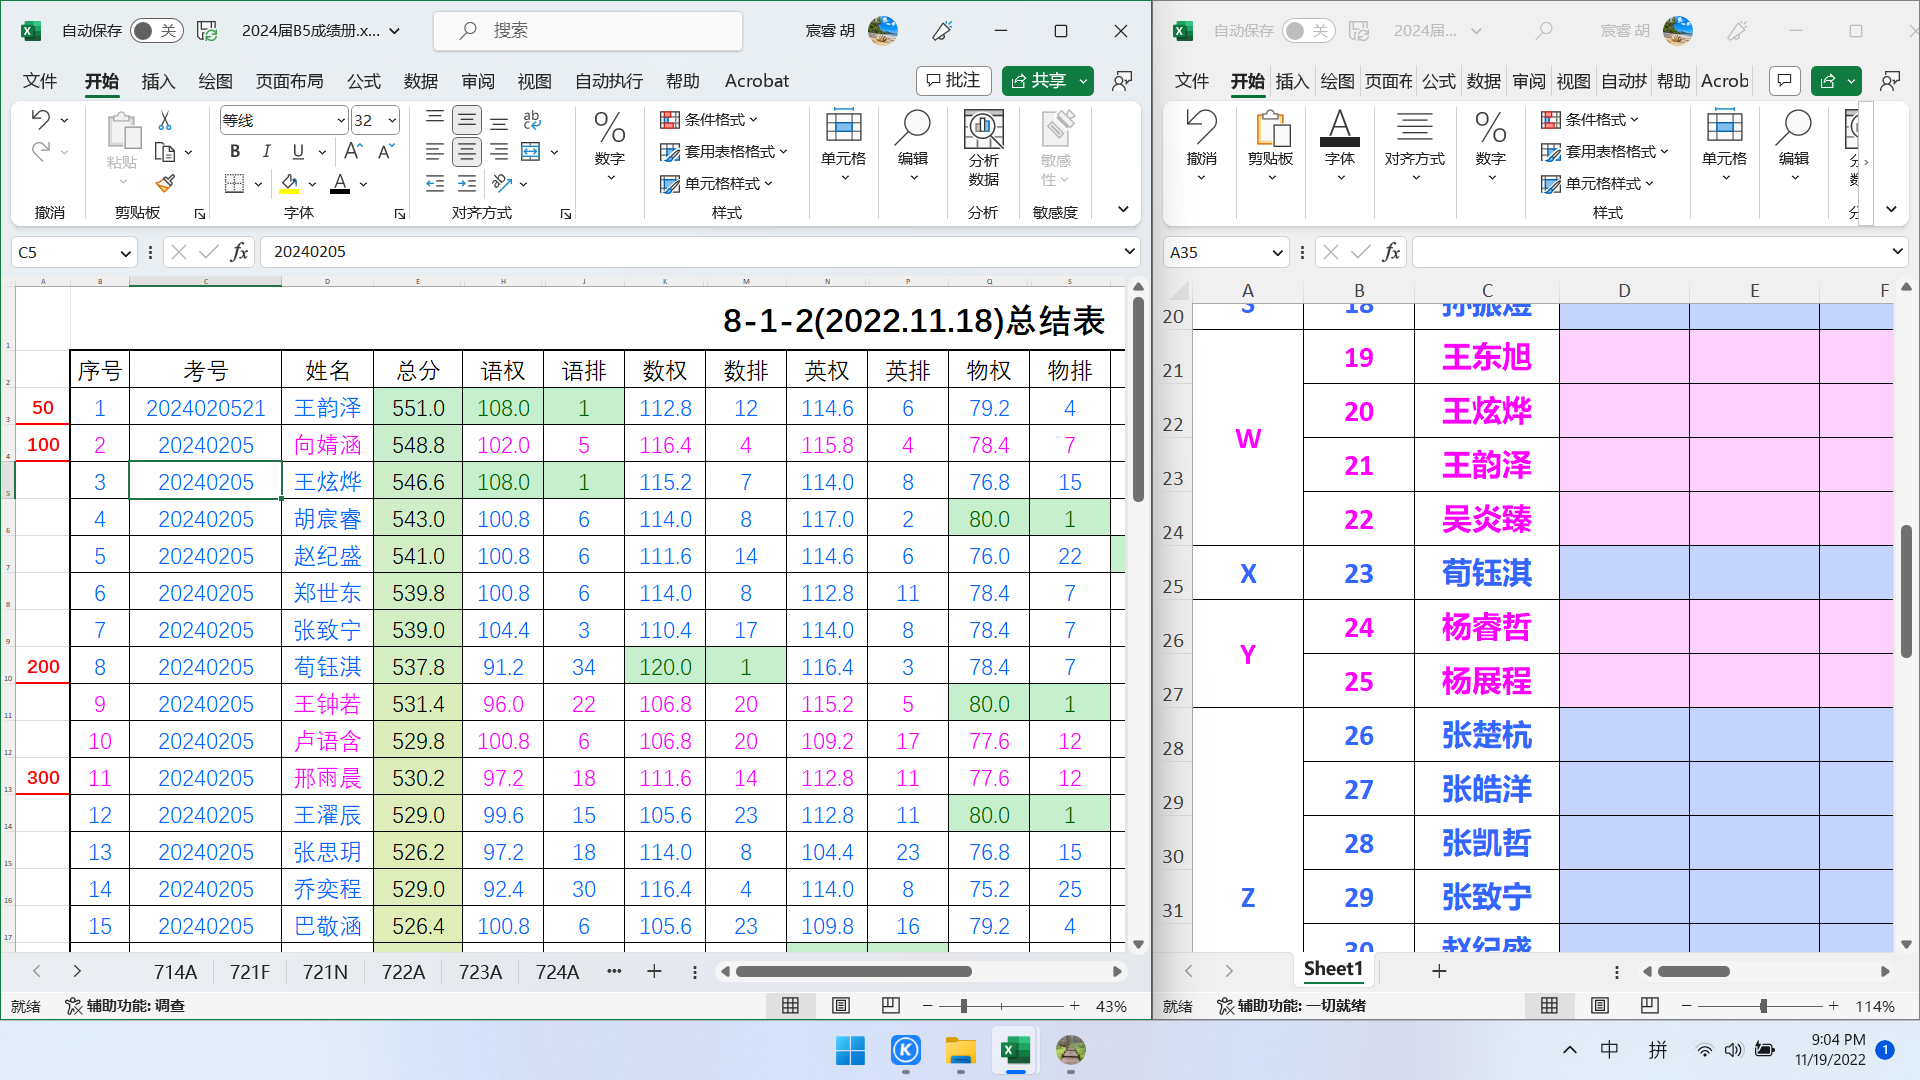 自动保存 关 2024届B5成绩册.x... 搜索 宸睿 胡
文件 开始 插入 绘图 页面布局 公式 数据 审阅 视图 自动执行 帮助 Acrobat 批注 共享
等线 32
粘贴 B I U A A A ab 数字 条件格式 套用表格格式 单元格样式 单元格 编辑 分析数据 敏感性
撤消 剪贴板 字体 对齐方式 样式 分析 敏感度
C5 fx 20240205
A B C D E H I J K M N P Q S
8-1-2(2022.11.18)总结表
序号 考号 姓名 总分 语权 语排 数权 数排 英权 英排 物权 物排
50 1 2024020521 王韵泽 551.0 108.0 1 112.8 12 114.6 6 79.2 4
100 2 20240205 向婧涵 548.8 102.0 5 116.4 4 115.8 4 78.4 7
3 20240205 王炫烨 546.6 108.0 1 115.2 7 114.0 8 76.8 15
4 20240205 胡宸睿 543.0 100.8 6 114.0 8 117.0 2 80.0 1
5 20240205 赵纪盛 541.0 100.8 6 111.6 14 114.6 6 76.0 22
6 20240205 郑世东 539.8 100.8 6 114.0 8 112.8 11 78.4 7
7 20240205 张致宁 539.0 104.4 3 110.4 17 114.0 8 78.4 7
200 8 20240205 荀钰淇 537.8 91.2 34 120.0 1 116.4 3 78.4 7
9 20240205 王钟若 531.4 96.0 22 106.8 20 115.2 5 80.0 1
10 20240205 卢语含 529.8 100.8 6 106.8 20 109.2 17 77.6 12
300 11 20240205 邢雨晨 530.2 97.2 18 111.6 14 112.8 11 77.6 12
12 20240205 王濯辰 529.0 99.6 15 105.6 23 112.8 11 80.0 1
13 20240205 张思玥 526.2 97.2 18 114.0 8 104.4 23 76.8 15
14 20240205 乔奕程 529.0 92.4 30 116.4 4 114.0 8 75.2 25
15 20240205 巴敬涵 526.4 100.8 6 105.6 23 109.8 16 79.2 4
714A 721F 721N 722A 723A 724A ...
就绪 辅助功能: 调查 43%
自动保存 关 2024届... 宸睿 胡
文件 开始 插入 绘图 页面布 公式 数据 审阅 视图 自动执 帮助 Acrob
撤消 剪贴板 字体 对齐方式 数字 条件格式 套用表格格式 单元格样式 单元格 编辑
样式
A35 fx
A B C D E F
20 S 18 孙振煜
21 19 王东旭
22 20 王炫烨
W
23 21 王韵泽
24 22 吴炎臻
25 X 23 荀钰淇
26 24 杨睿哲
Y
27 25 杨展程
28 26 张楚杭
29 27 张皓洋
30 28 张凯哲
31 Z 29 张致宁
30 赵纪盛
Sheet1
就绪 辅助功能: 一切就绪 114%
中 拼 9:04 PM 1
11/19/2022